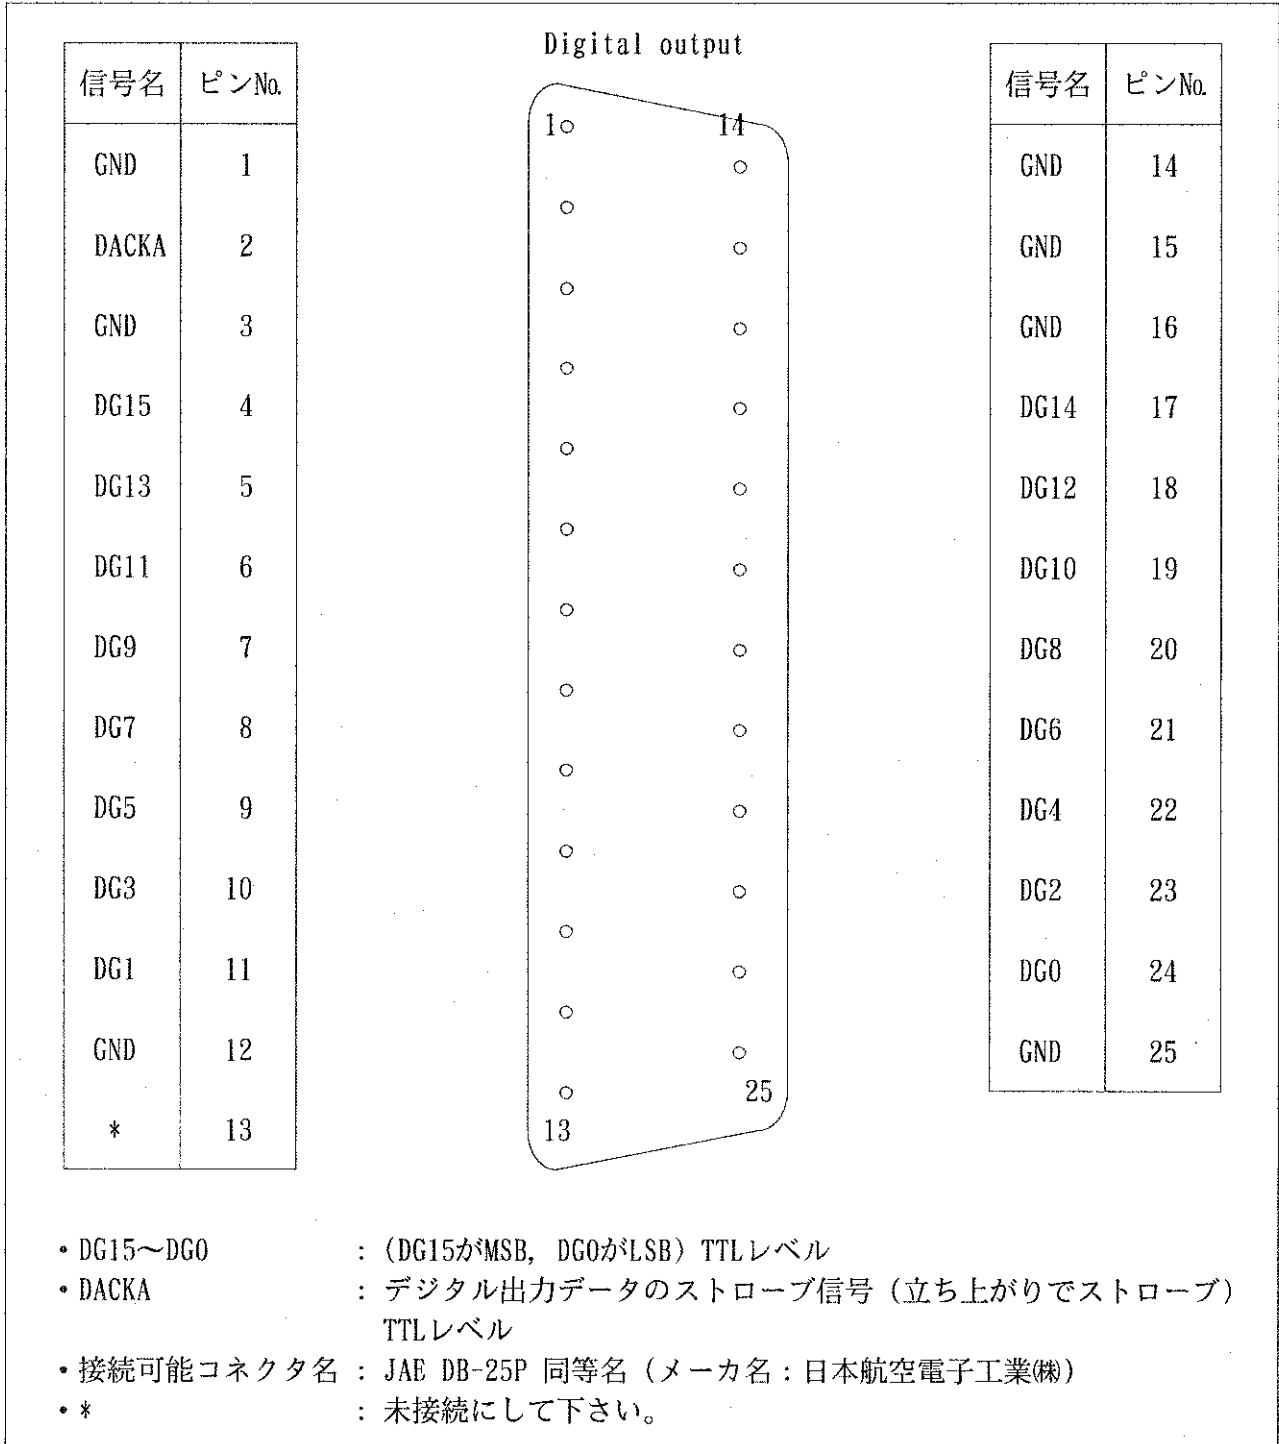 Digital output
信号名 ピンNo.
GND 1
DACKA 2
GND 3
DG15 4
DG13 5
DG11 6
DG9 7
DG7 8
DG5 9
DG3 10
DG1 11
GND 12
* 13
1 14
13 25
信号名 ピンNo.
GND 14
GND 15
GND 16
DG14 17
DG12 18
DG10 19
DG8 20
DG6 21
DG4 22
DG2 23
DG0 24
GND 25
・DG15～DG0 : (DG15がMSB, DG0がLSB) TTLレベル
・DACKA : デジタル出力データのストローブ信号（立ち上がりでストローブ）
TTLレベル
・接続可能コネクタ名 : JAE DB-25P 同等名（メーカ名：日本航空電子工業㈱）
・* : 未接続にして下さい。